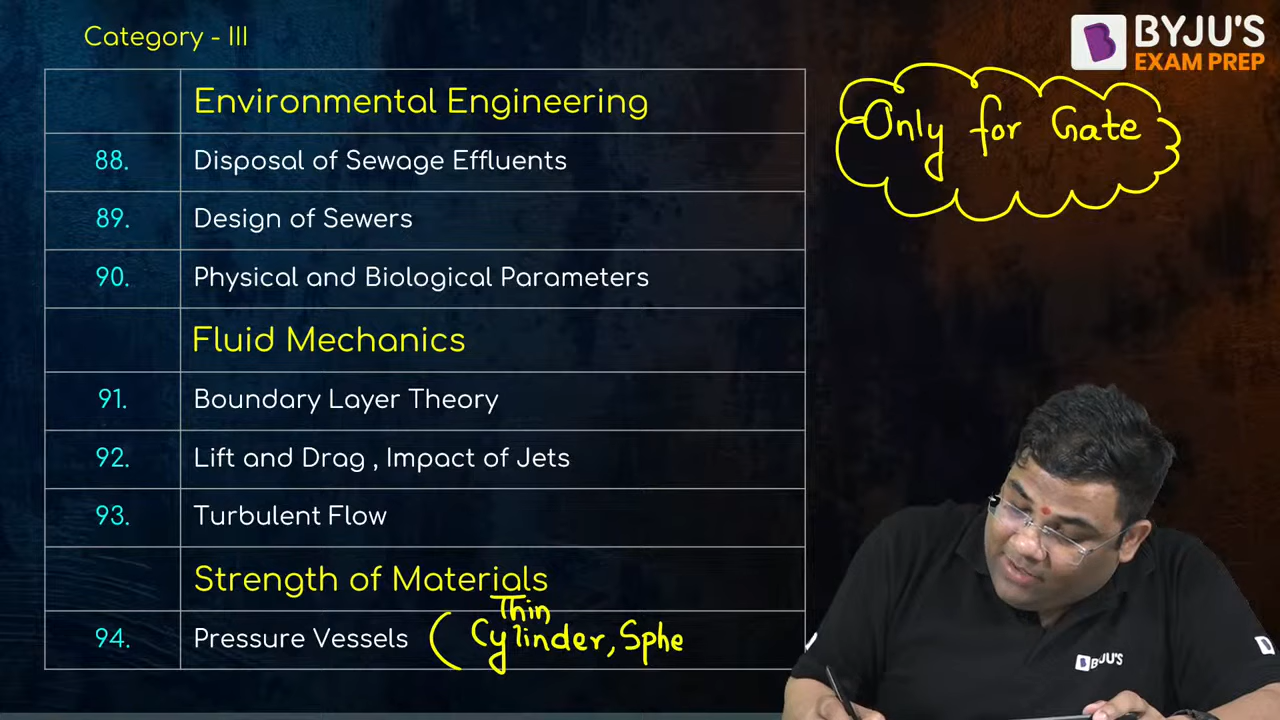 Category - III
BYJU'S
EXAM PREP
Only for Gate
Environmental Engineering
88. Disposal of Sewage Effluents
89. Design of Sewers
90. Physical and Biological Parameters
Fluid Mechanics
91. Boundary Layer Theory
92. Lift and Drag , Impact of Jets
93. Turbulent Flow
Strength of Materials
Thin
94. Pressure Vessels ( Cylinder, Sphe
BYJU'S